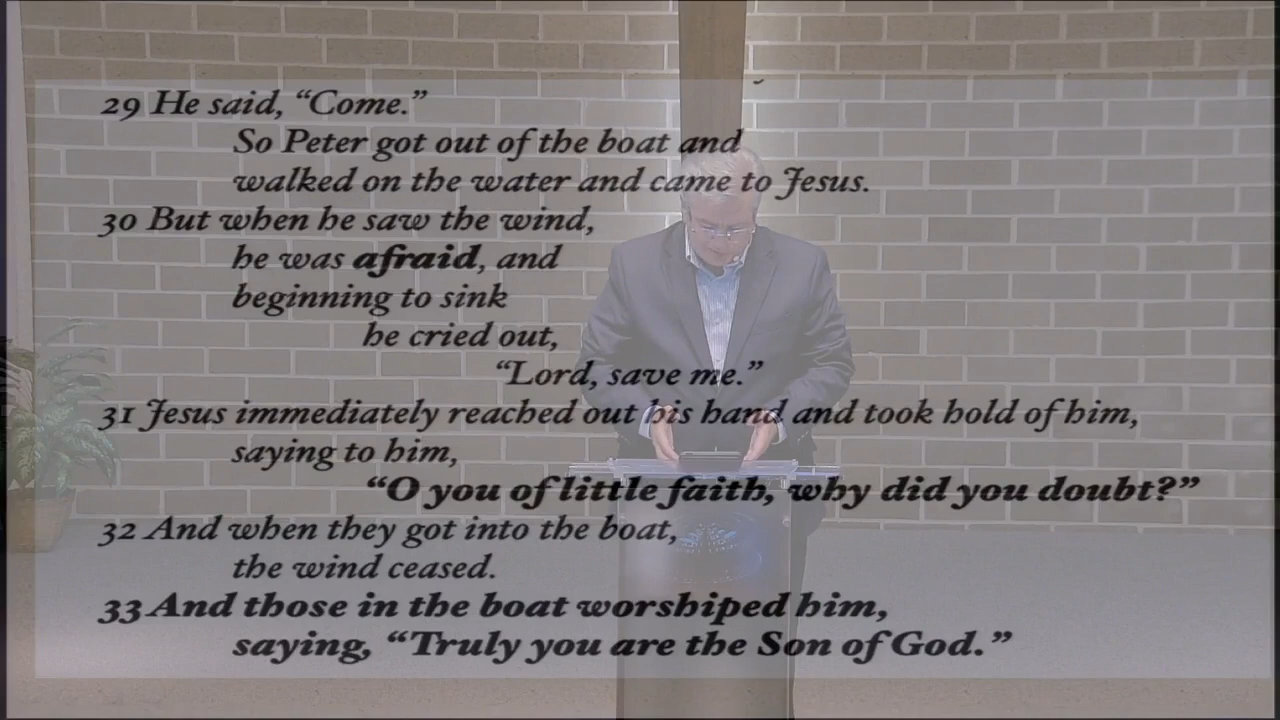 29 He said, “Come.”
So Peter got out of the boat and
walked on the water and came to Jesus.
30 But when he saw the wind,
he was afraid, and
beginning to sink
he cried out,
“Lord, save me.”
31 Jesus immediately reached out his hand and took hold of him,
saying to him,
“O you of little faith, why did you doubt?”
32 And when they got into the boat,
the wind ceased.
33 And those in the boat worshiped him,
saying, “Truly you are the Son of God.”